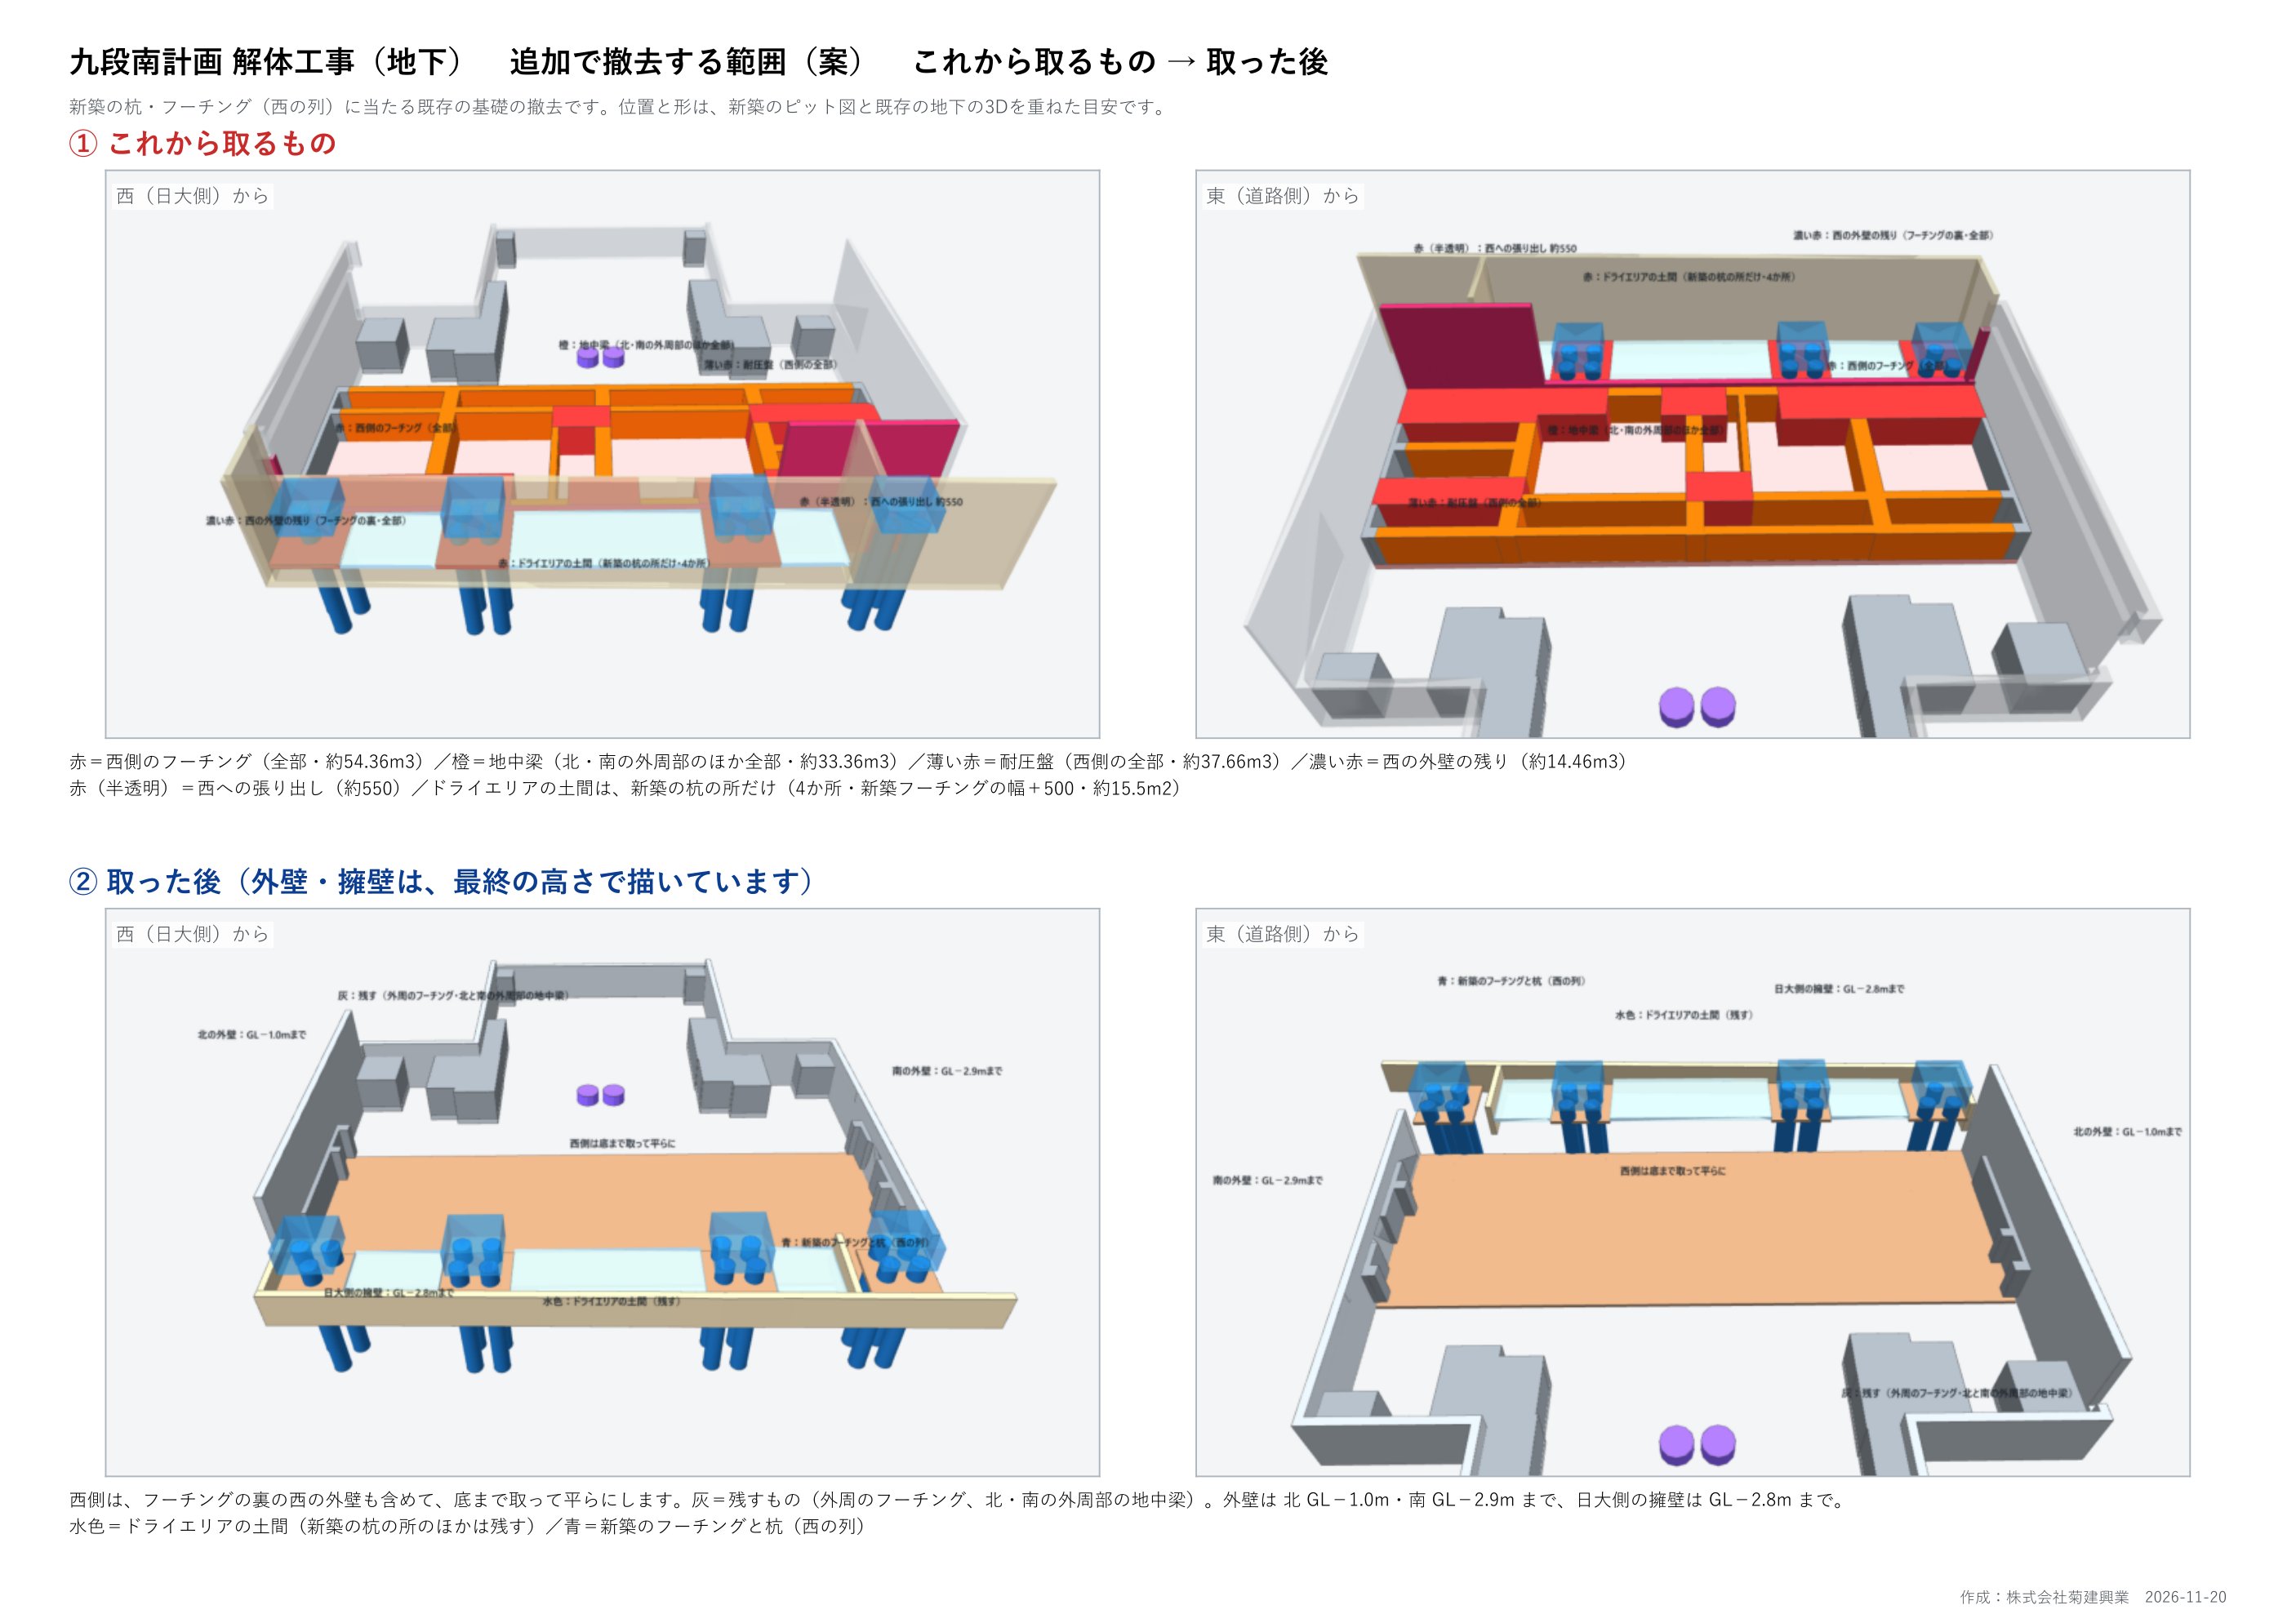 九段南計画 解体工事（地下）　追加で撤去する範囲（案）　これから取るもの → 取った後
新築の杭・フーチング（西の列）に当たる既存の基礎の撤去です。位置と形は、新築のピット図と既存の地下の3Dを重ねた目安です。
① これから取るもの
西（日大側）から
橙：地中梁（北・南の外周部のほか全部）
薄い赤：耐圧盤（西側の全部）
赤：西側のフーチング（全部）
赤（半透明）：西への張り出し 約550
濃い赤：西の外壁の残り（フーチングの裏・全部）
赤：ドライエリアの土間（新築の杭の所だけ・4か所）
東（道路側）から
濃い赤：西の外壁の残り（フーチングの裏・全部）
赤（半透明）：西への張り出し 約550
赤：ドライエリアの土間（新築の杭の所だけ・4か所）
赤：西側のフーチング（全部）
橙：地中梁（北・南の外周部のほか全部）
薄い赤：耐圧盤（西側の全部）
赤＝西側のフーチング（全部・約54.36m3）／橙＝地中梁（北・南の外周部のほか全部・約33.36m3）／薄い赤＝耐圧盤（西側の全部・約37.66m3）／濃い赤＝西の外壁の残り（約14.46m3）
赤（半透明）＝西への張り出し（約550）／ドライエリアの土間は、新築の杭の所だけ（4か所・新築フーチングの幅＋500・約15.5m2）
② 取った後（外壁・擁壁は、最終の高さで描いています）
西（日大側）から
灰：残す（外周のフーチング・北と南の外周部の地中梁）
北の外壁：GL－1.0mまで
南の外壁：GL－2.9mまで
西側は底まで取って平らに
青：新築のフーチングと杭（西の列）
日大側の擁壁：GL－2.8mまで
水色：ドライエリアの土間（残す）
東（道路側）から
青：新築のフーチングと杭（西の列）
日大側の擁壁：GL－2.8mまで
水色：ドライエリアの土間（残す）
北の外壁：GL－1.0mまで
西側は底まで取って平らに
南の外壁：GL－2.9mまで
灰：残す（外周のフーチング・北と南の外周部の地中梁）
西側は、フーチングの裏の西の外壁も含めて、底まで取って平らにします。灰＝残すもの（外周のフーチング、北・南の外周部の地中梁）。外壁は 北 GL－1.0m・南 GL－2.9m まで、日大側の擁壁は GL－2.8m まで。
水色＝ドライエリアの土間（新築の杭の所のほかは残す）／青＝新築のフーチングと杭（西の列）
作成：株式会社菊建興業　2026-11-20